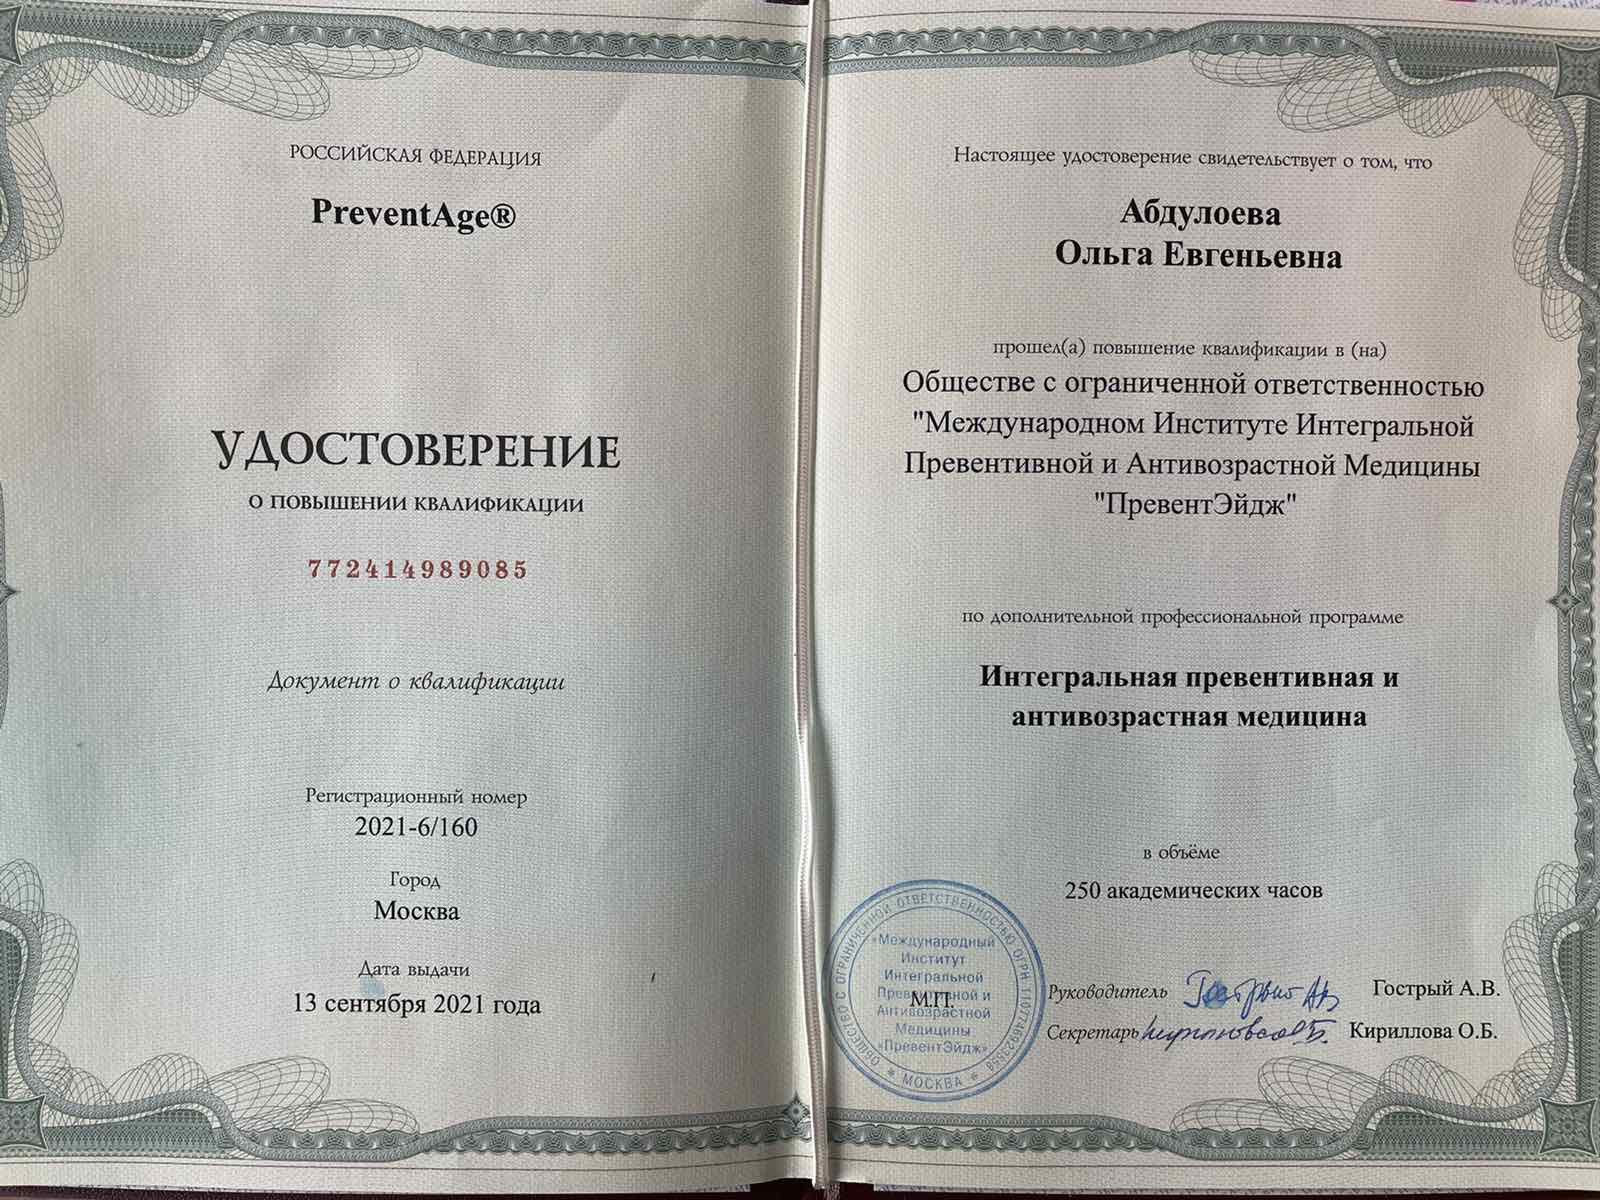 РОССИЙСКАЯ ФЕДЕРАЦИЯ
PreventAge®
УДОСТОВЕРЕНИЕ
О ПОВЫШЕНИИ КВАЛИФИКАЦИИ
772414989085
Документ о квалификации
Регистрационный номер
2021-6/160
Город
Москва
Дата выдачи
13 сентября 2021 года
Настоящее удостоверение свидетельствует о том, что
Абдулоева
Ольга Евгеньевна
прошел(а) повышение квалификации в (на)
Обществе с ограниченной ответственностью
"Международном Институте Интегральной
Превентивной и Антивозрастной Медицины
"ПревентЭйдж"
по дополнительной профессиональной программе
Интегральная превентивная и
антивозрастная медицина
в объёме
250 академических часов
ОБЩЕСТВО С ОГРАНИЧЕННОЙ ОТВЕТСТВЕННОСТЬЮ ОГРН
* МОСКВА *
«Международный
Институт
Интегральной
Превентивной и
Антивозрастной
Медицины
«ПревентЭйдж»
М.П.
Руководитель Гострый А.В.
Секретарь Кириллова О.Б.